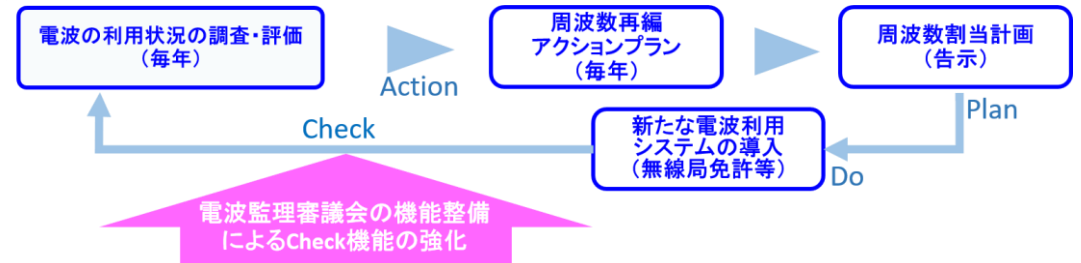 電波の利用状況の調査・評価
(毎年)
Action
周波数再編
アクションプラン
(毎年)
周波数割当計画
(告示)
Plan
新たな電波利用
システムの導入
(無線局免許等)
Do
Check
電波監理審議会の機能整備
によるCheck機能の強化